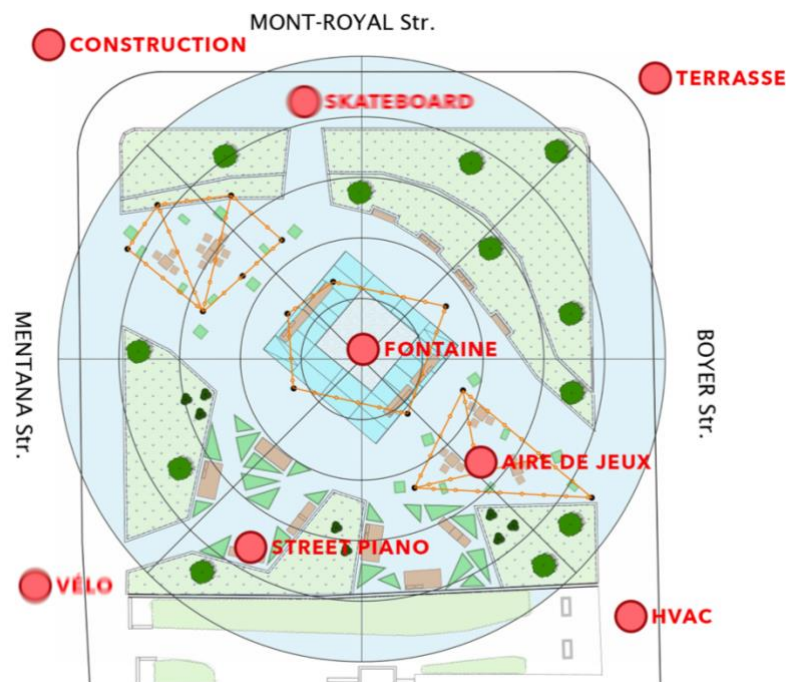 MONT-ROYAL Str.
CONSTRUCTION
TERRASSE
SKATEBOARD
MENTANA Str.
BOYER Str.
FONTAINE
AIRE DE JEUX
STREET PIANO
VÉLO
HVAC